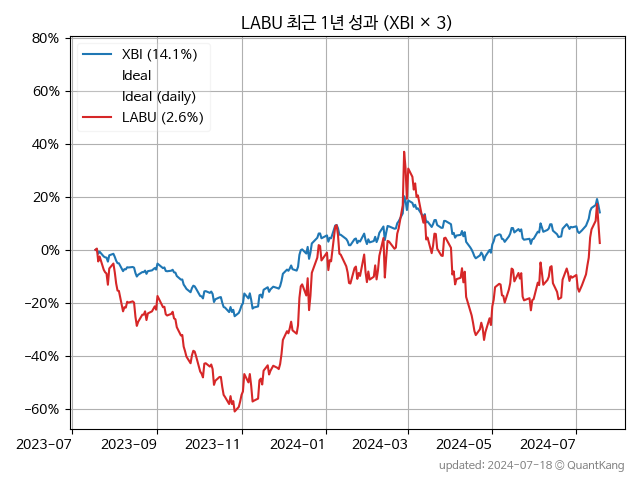 LABU 최근 1년 성과 (XBI × 3)
80%
60%
40%
20%
0%
−20%
−40%
−60%
XBI (14.1%)
Ideal
Ideal (daily)
LABU (2.6%)
2023-07
2023-09
2023-11
2024-01
2024-03
2024-05
2024-07
updated: 2024-07-18 © QuantKang